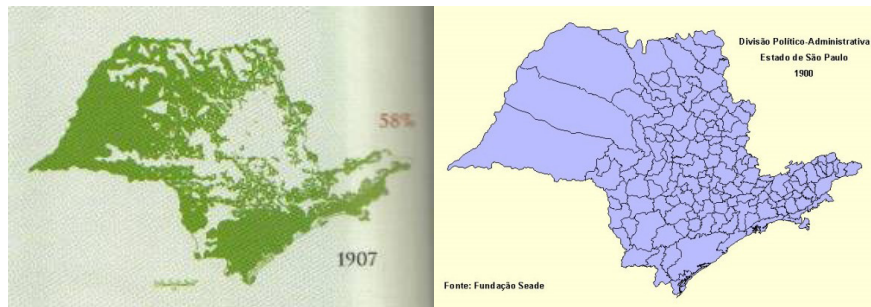 58%
1907
Divisão Político-Administrativa
Estado de São Paulo
1900
Fonte: Fundação Seade